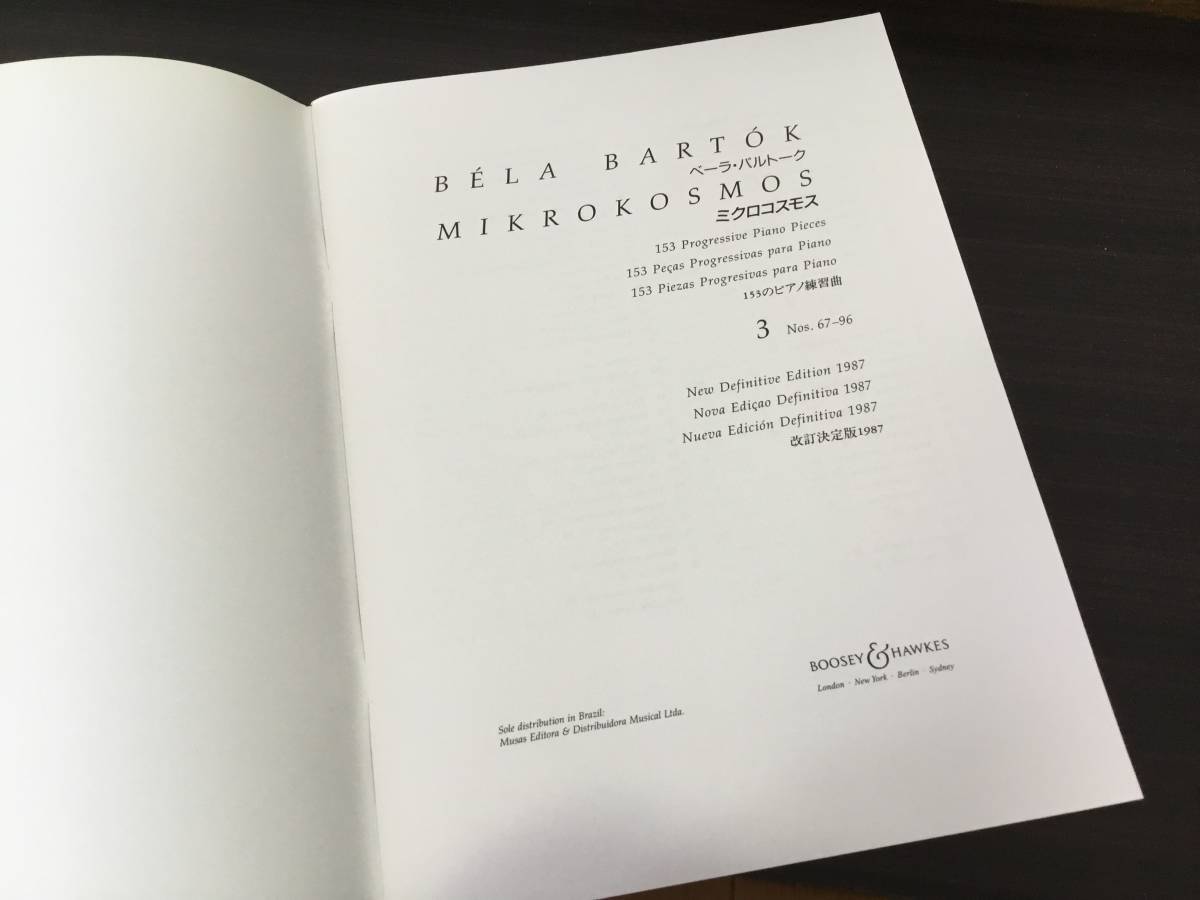 BÉLA BARTÓK
ベーラ・バルトーク
MIKROKOSMOS
ミクロコスモス
153 Progressive Piano Pieces
153 Peças Progressivas para Piano
153 Piezas Progresivas para Piano
153のピアノ練習曲
3 Nos. 67–96
New Definitive Edition 1987
Nova Ediçao Definitiva 1987
Nueva Edición Definitiva 1987
改訂決定版1987
BOOSEY & HAWKES
London · New York · Berlin · Sydney
Sole distribution in Brazil:
Musas Editora & Distribuidora Musical Ltda.